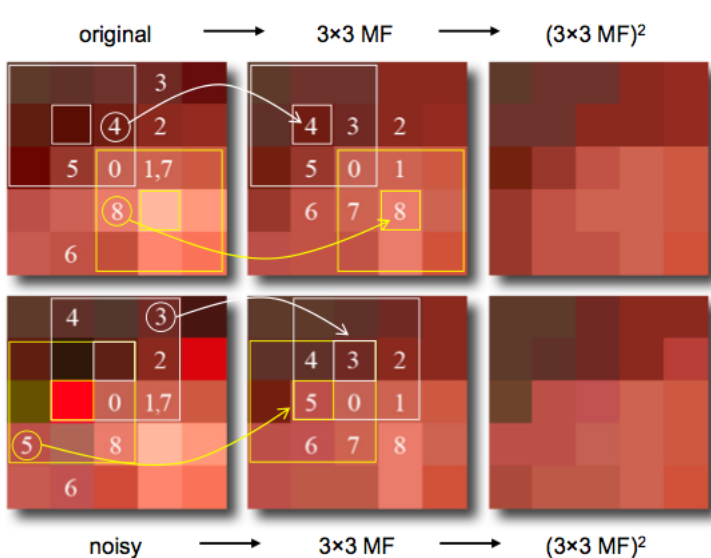 original → 3×3 MF → (3×3 MF)²
3
4 2 4 3 2
5 0 1,7 5 0 1
8 6 7 8
6
4 3
2 4 3 2
0 1,7 5 0 1
5 8 6 7 8
6
noisy → 3×3 MF → (3×3 MF)²